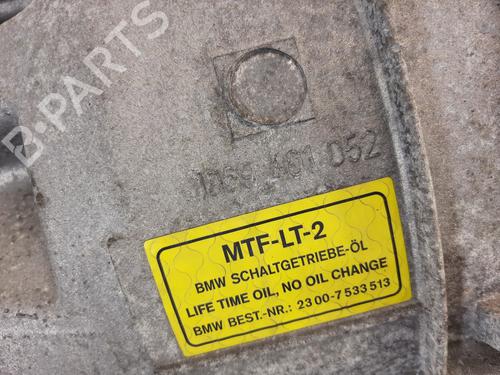 B-PARTS
1069 401 052
MTF-LT-2
BMW SCHALTGETRIEBE-ÖL
LIFE TIME OIL, NO OIL CHANGE
BMW BEST.-NR.: 23 00-7 533 513